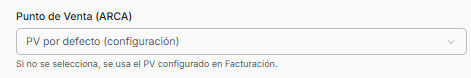 Punto de Venta (ARCA)
PV por defecto (configuración)
Si no se selecciona, se usa el PV configurado en Facturación.